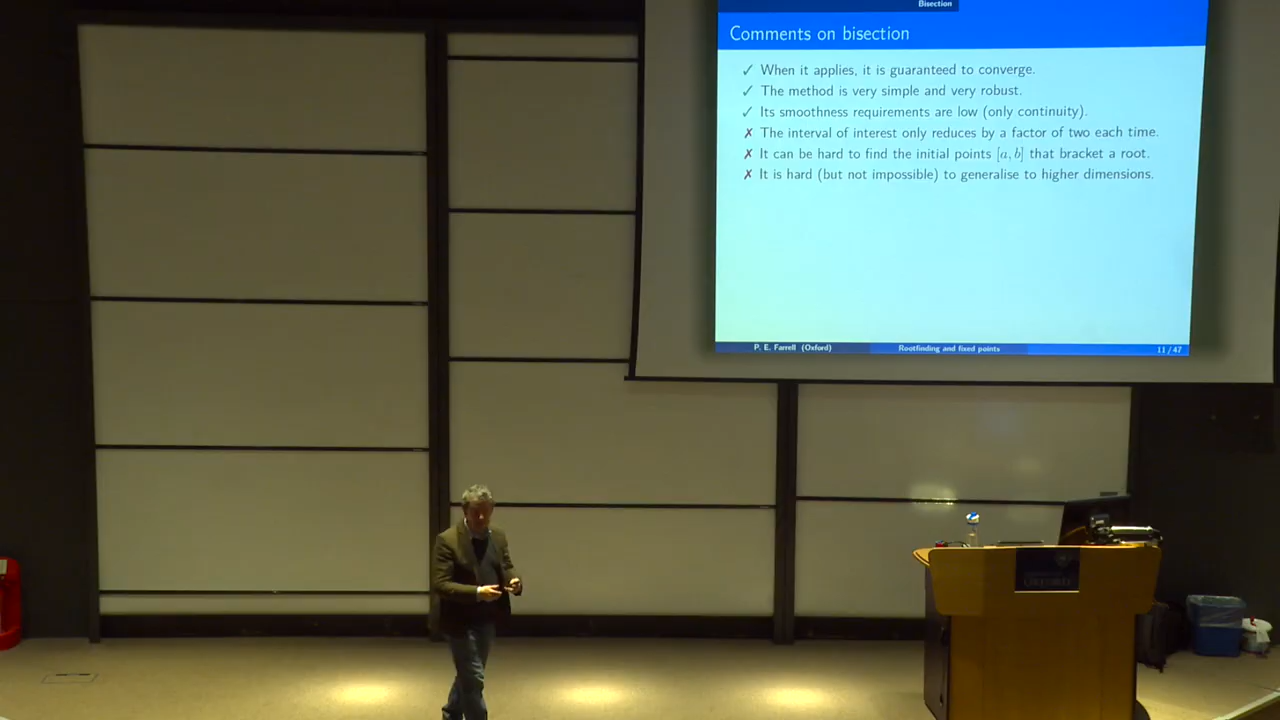 Bisection
Comments on bisection
✓ When it applies, it is guaranteed to converge.
✓ The method is very simple and very robust.
✓ Its smoothness requirements are low (only continuity).
✗ The interval of interest only reduces by a factor of two each time.
✗ It can be hard to find the initial points [a, b] that bracket a root.
✗ It is hard (but not impossible) to generalise to higher dimensions.
P. E. Farrell (Oxford) Rootfinding and fixed points 11 / 47